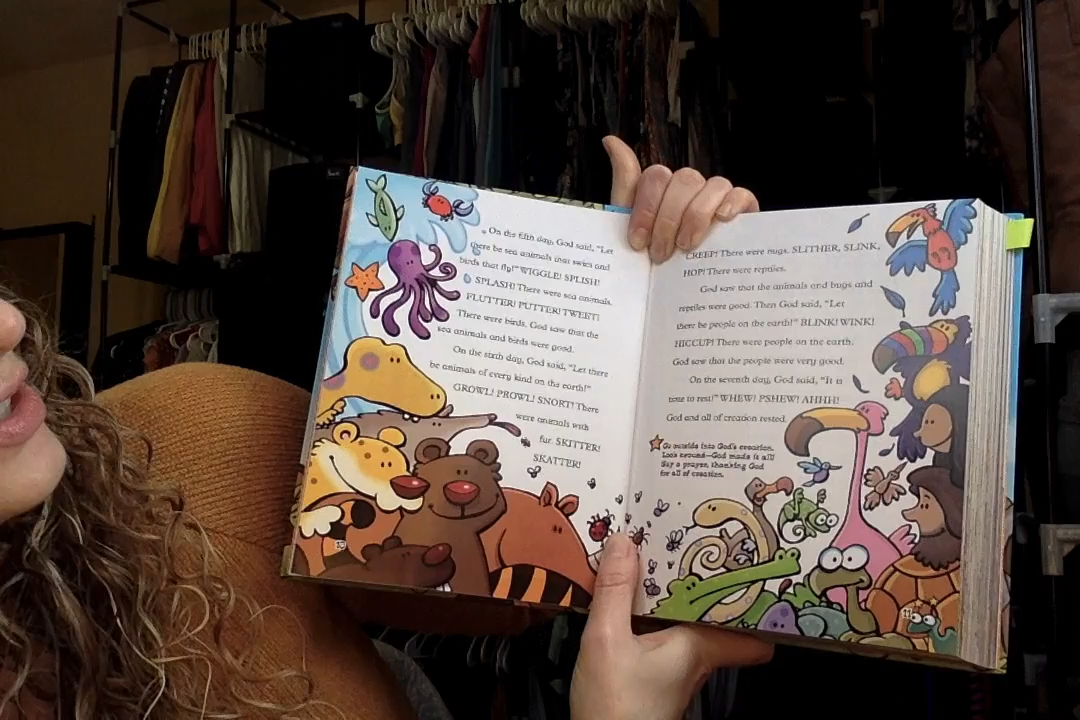 On the fifth day, God said, "Let
there be sea animals that swim and
birds that fly!" WIGGLE! SPLISH!
SPLASH! There were sea animals.
FLUTTER! PUTTER! TWEET!
There were birds. God saw that the
sea animals and birds were good.
On the sixth day, God said, "Let there
be animals of every kind on the earth!"
GROWL! PROWL! SNORT! There
were animals with
fur. SKITTER!
SKATTER!
CREEP! There were bugs. SLITHER, SLINK,
HOP! There were reptiles.
God saw that the animals and bugs and
reptiles were good. Then God said, "Let
there be people on the earth!" BLINK! WINK!
HICCUP! There were people on the earth.
God saw that the people were very good.
On the seventh day, God said, "It is
time to rest!" WHEW! PSHEW! AHHH!
God and all of creation rested.
Go outside into God's creation.
Look around—God made it all!
Say a prayer, thanking God
for all of creation.
10
11